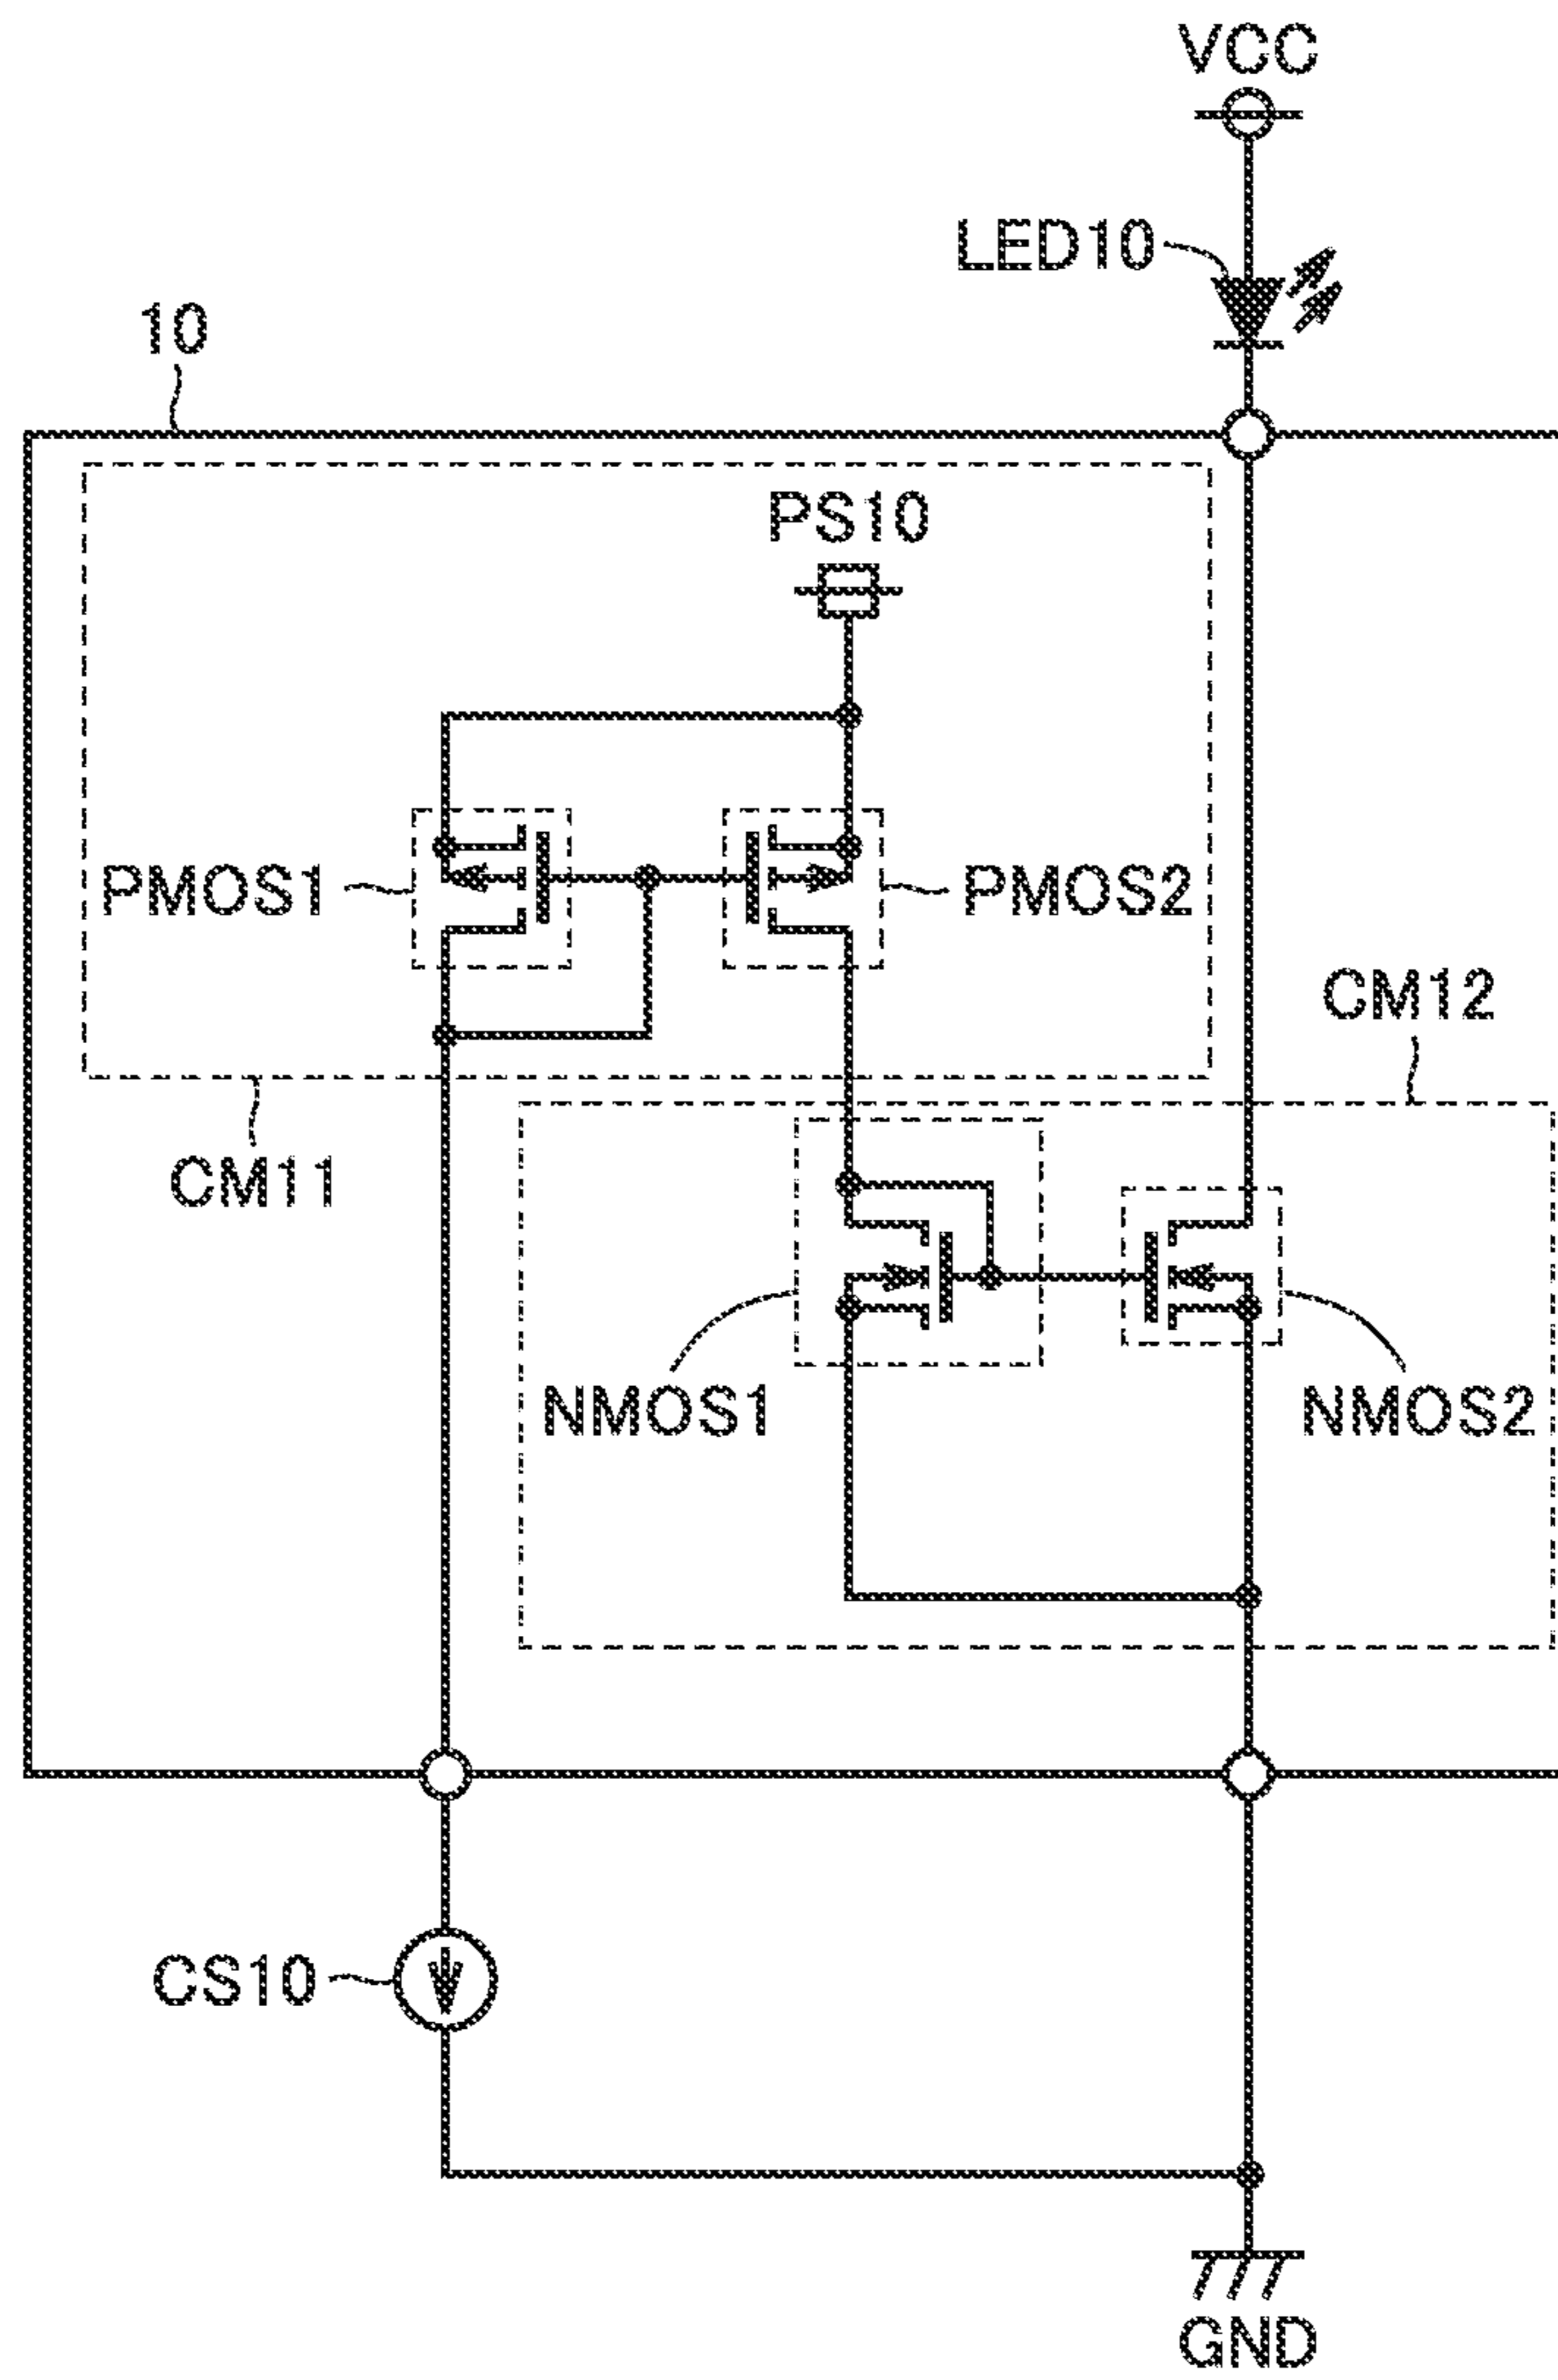 VCC
LED10
10
PS10
PMOS1
PMOS2
CM12
CM11
NMOS1
NMOS2
CS10
GND